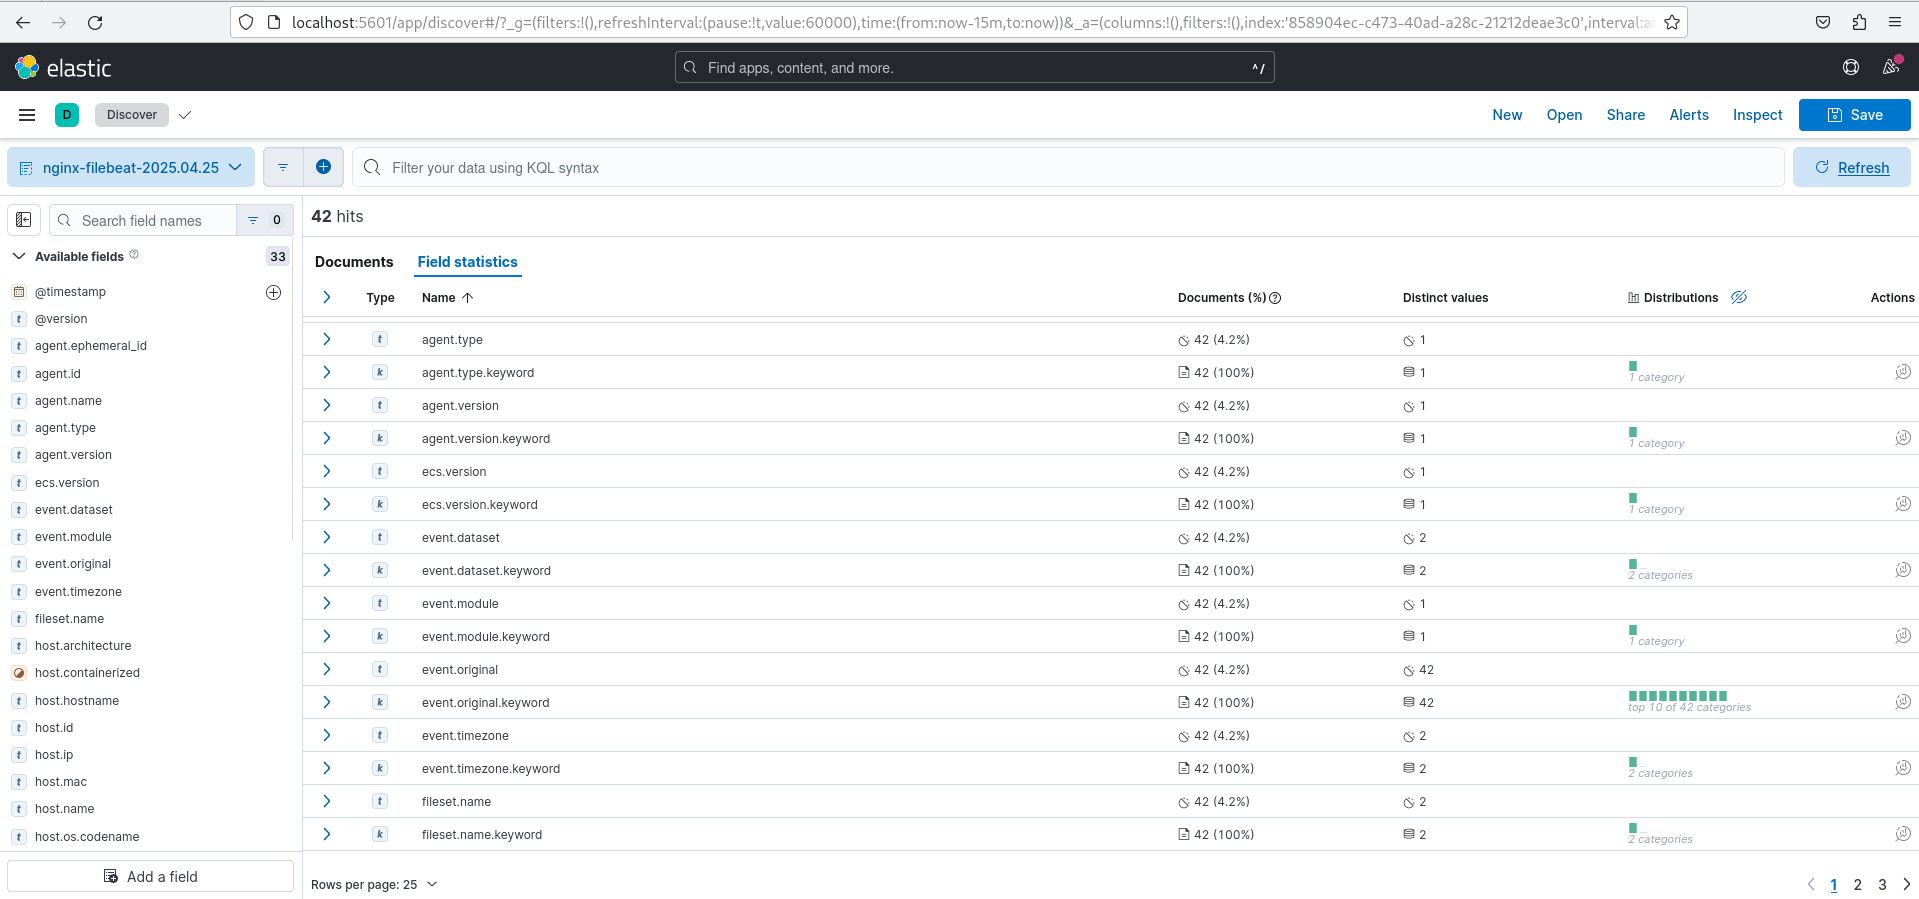 localhost:5601/app/discover#/?_g=(filters:!(),refreshInterval:(pause:!t,value:60000),time:(from:now-15m,to:now))&_a=(columns:!(),filters:!(),index:'858904ec-c473-40ad-a28c-21212deae3c0',interval:a
elastic
Find apps, content, and more.
^/
D
Discover
New
Open
Share
Alerts
Inspect
Save
nginx-filebeat-2025.04.25
Filter your data using KQL syntax
Refresh
Search field names
0
Available fields
33
@timestamp
t @version
t agent.ephemeral_id
t agent.id
t agent.name
t agent.type
t agent.version
t ecs.version
t event.dataset
t event.module
t event.original
t event.timezone
t fileset.name
t host.architecture
host.containerized
t host.hostname
t host.id
t host.ip
t host.mac
t host.name
t host.os.codename
Add a field
42 hits
Documents
Field statistics
Type Name Documents (%) Distinct values Distributions Actions
t agent.type 42 (4.2%) 1
k agent.type.keyword 42 (100%) 1 1 category
t agent.version 42 (4.2%) 1
k agent.version.keyword 42 (100%) 1 1 category
t ecs.version 42 (4.2%) 1
k ecs.version.keyword 42 (100%) 1 1 category
t event.dataset 42 (4.2%) 2
k event.dataset.keyword 42 (100%) 2 2 categories
t event.module 42 (4.2%) 1
k event.module.keyword 42 (100%) 1 1 category
t event.original 42 (4.2%) 42
k event.original.keyword 42 (100%) 42 top 10 of 42 categories
t event.timezone 42 (4.2%) 2
k event.timezone.keyword 42 (100%) 2 2 categories
t fileset.name 42 (4.2%) 2
k fileset.name.keyword 42 (100%) 2 2 categories
Rows per page: 25
1 2 3